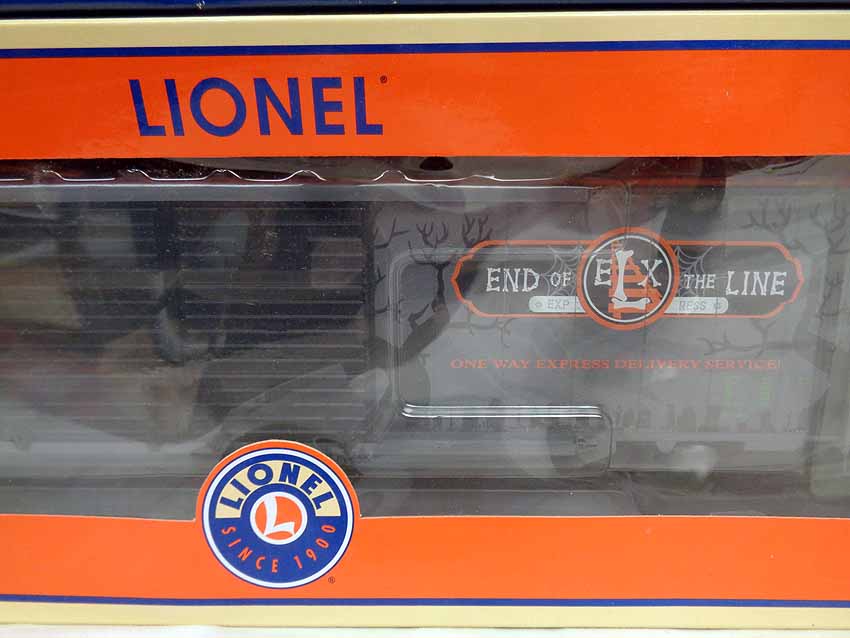 LIONEL®
END OF ELX THE LINE
EXP RESS
ONE WAY EXPRESS DELIVERY SERVICE!
LIONEL
L
SINCE 1900
®